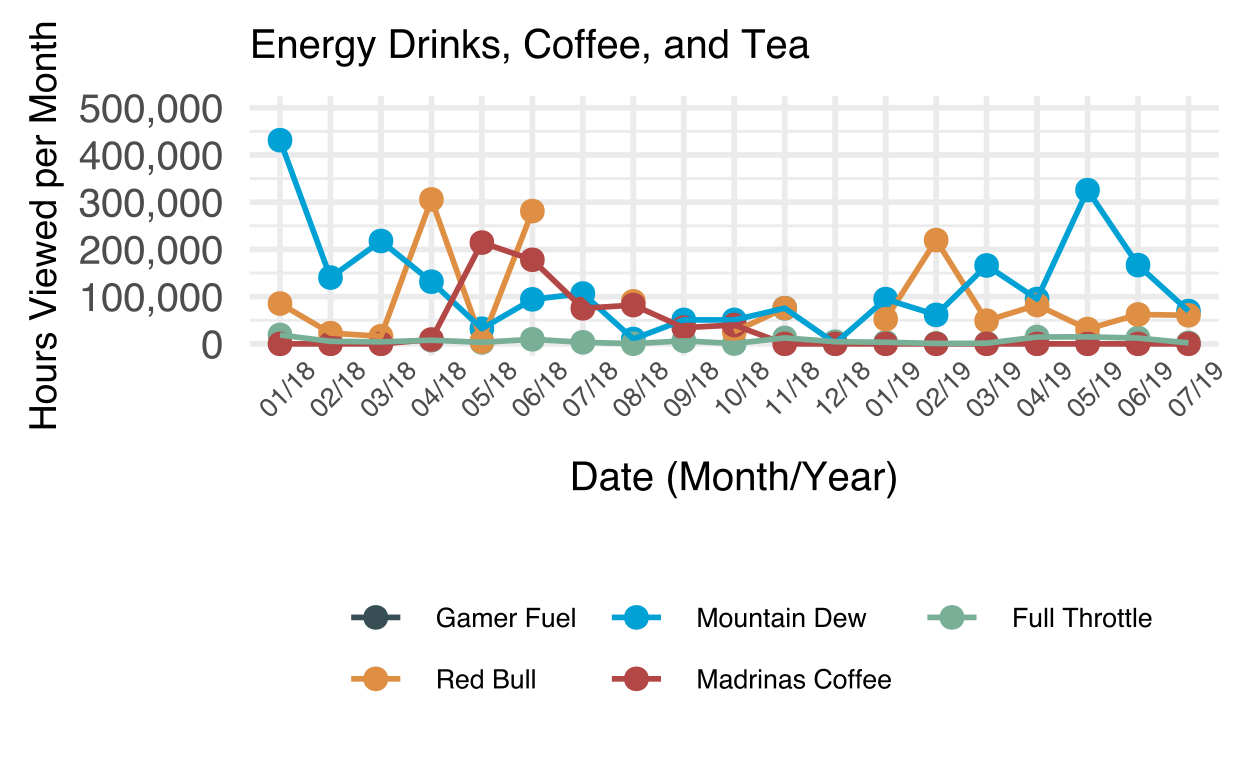 Energy Drinks, Coffee, and Tea
Hours Viewed per Month
500,000
400,000
300,000
200,000
100,000
0
01/18 02/18 03/18 04/18 05/18 06/18 07/18 08/18 09/18 10/18 11/18 12/18 01/19 02/19 03/19 04/19 05/19 06/19 07/19
Date (Month/Year)
Gamer Fuel Mountain Dew Full Throttle
Red Bull Madrinas Coffee